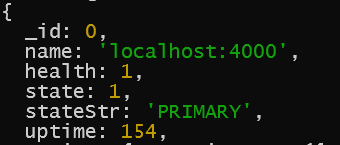 {
_id: 0,
name: 'localhost:4000',
health: 1,
state: 1,
stateStr: 'PRIMARY',
uptime: 154,